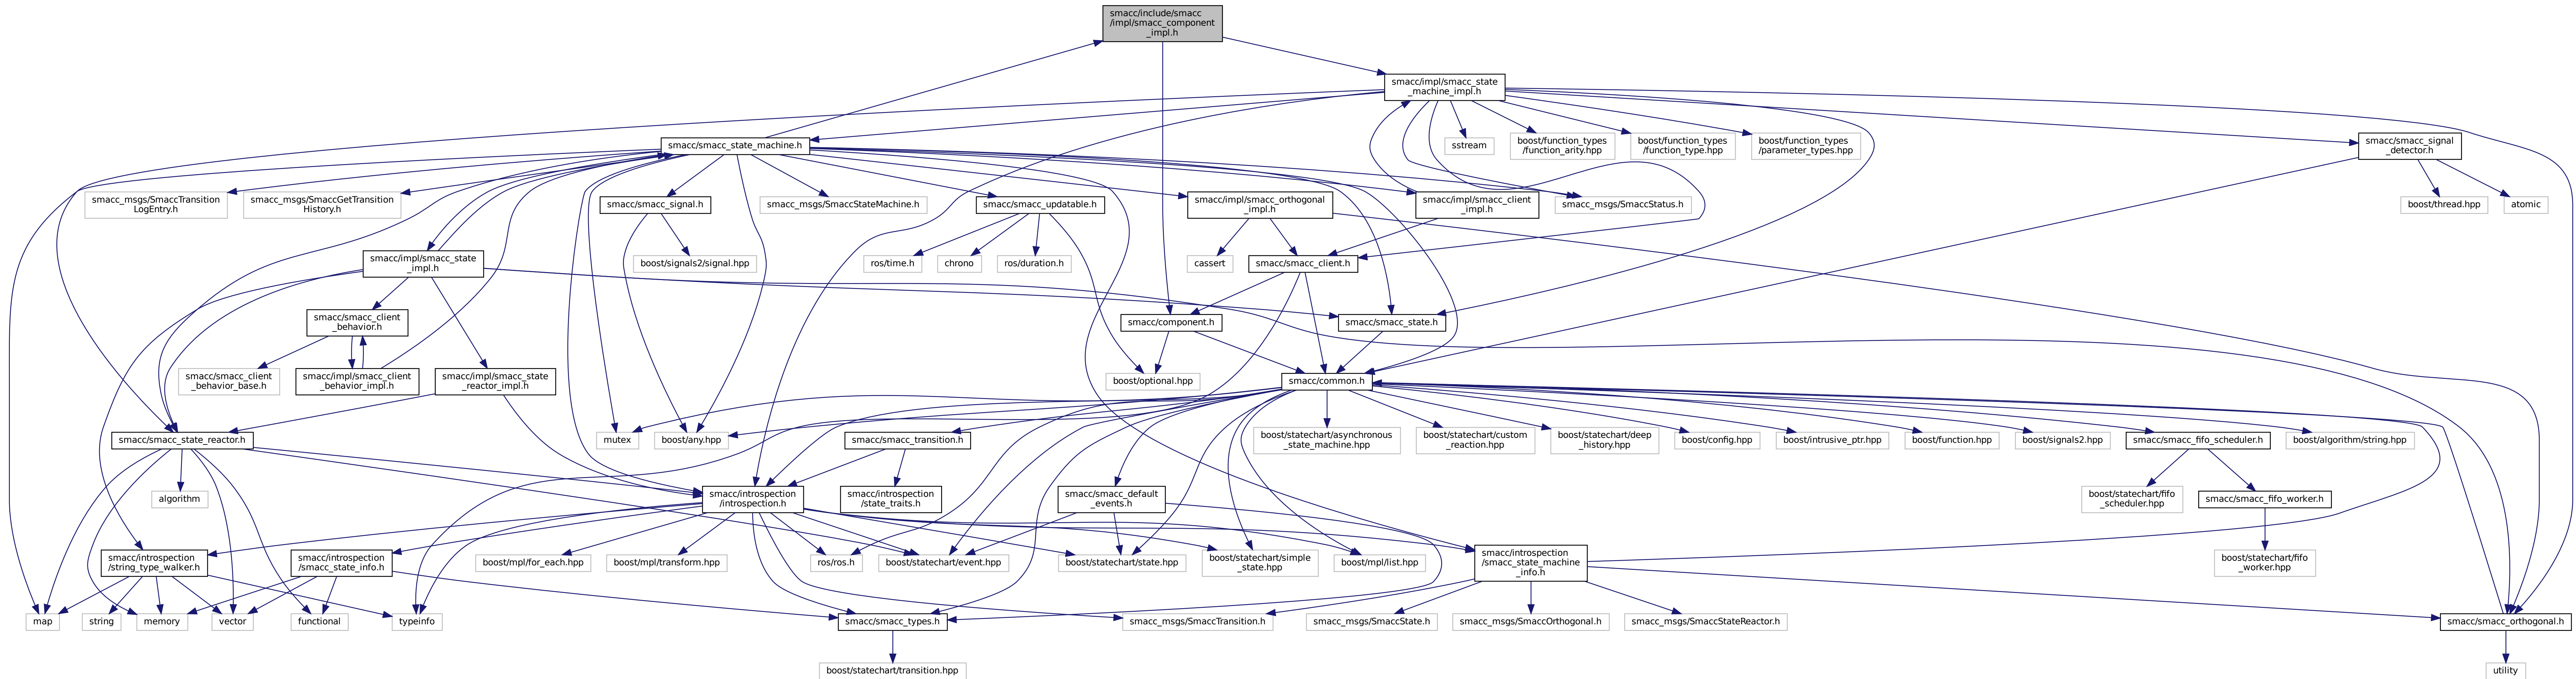 smacc/include/smacc
/impl/smacc_component
_impl.h
smacc/impl/smacc_state
_machine_impl.h
smacc/smacc_state_machine.h
sstream
boost/function_types
/function_arity.hpp
boost/function_types
/function_type.hpp
boost/function_types
/parameter_types.hpp
smacc/smacc_signal
_detector.h
smacc_msgs/SmaccTransition
LogEntry.h
smacc_msgs/SmaccGetTransition
History.h
smacc/smacc_signal.h
smacc_msgs/SmaccStateMachine.h
smacc/smacc_updatable.h
smacc/impl/smacc_orthogonal
_impl.h
smacc/impl/smacc_client
_impl.h
smacc_msgs/SmaccStatus.h
boost/thread.hpp
atomic
smacc/impl/smacc_state
_impl.h
boost/signals2/signal.hpp
ros/time.h
chrono
ros/duration.h
cassert
smacc/smacc_client.h
smacc/smacc_client
_behavior.h
smacc/component.h
smacc/smacc_state.h
smacc/smacc_client
_behavior_base.h
smacc/impl/smacc_client
_behavior_impl.h
smacc/impl/smacc_state
_reactor_impl.h
boost/optional.hpp
smacc/common.h
smacc/smacc_state_reactor.h
mutex
boost/any.hpp
smacc/smacc_transition.h
boost/statechart/asynchronous
_state_machine.hpp
boost/statechart/custom
_reaction.hpp
boost/statechart/deep
_history.hpp
boost/config.hpp
boost/intrusive_ptr.hpp
boost/function.hpp
boost/signals2.hpp
smacc/smacc_fifo_scheduler.h
boost/algorithm/string.hpp
algorithm
smacc/introspection
/introspection.h
smacc/introspection
/state_traits.h
smacc/smacc_default
_events.h
boost/statechart/fifo
_scheduler.hpp
smacc/smacc_fifo_worker.h
smacc/introspection
/string_type_walker.h
smacc/introspection
/smacc_state_info.h
boost/mpl/for_each.hpp
boost/mpl/transform.hpp
ros/ros.h
boost/statechart/event.hpp
boost/statechart/state.hpp
boost/statechart/simple
_state.hpp
boost/mpl/list.hpp
smacc/introspection
/smacc_state_machine
_info.h
boost/statechart/fifo
_worker.hpp
map
string
memory
vector
functional
typeinfo
smacc/smacc_types.h
smacc_msgs/SmaccTransition.h
smacc_msgs/SmaccState.h
smacc_msgs/SmaccOrthogonal.h
smacc_msgs/SmaccStateReactor.h
smacc/smacc_orthogonal.h
boost/statechart/transition.hpp
utility